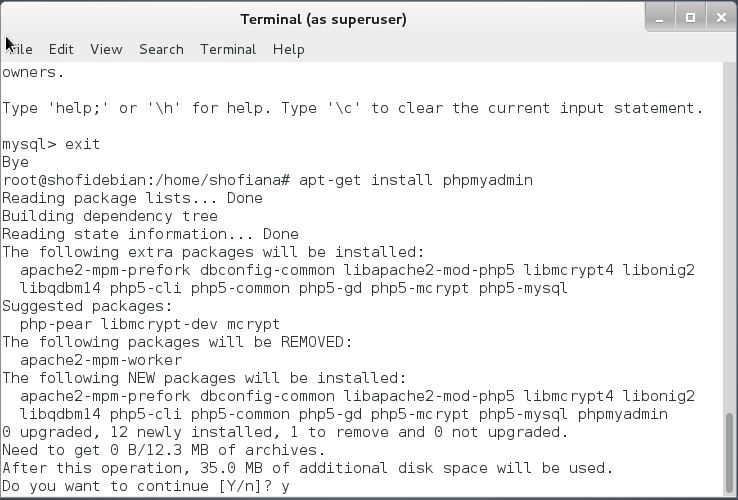 Terminal (as superuser)
File Edit View Search Terminal Help
owners.
Type 'help;' or '\h' for help. Type '\c' to clear the current input statement.
mysql> exit
Bye
root@shofidebian:/home/shofiana# apt-get install phpmyadmin
Reading package lists... Done
Building dependency tree
Reading state information... Done
The following extra packages will be installed:
  apache2-mpm-prefork dbconfig-common libapache2-mod-php5 libmcrypt4 libonig2
  libqdbm14 php5-cli php5-common php5-gd php5-mcrypt php5-mysql
Suggested packages:
  php-pear libmcrypt-dev mcrypt
The following packages will be REMOVED:
  apache2-mpm-worker
The following NEW packages will be installed:
  apache2-mpm-prefork dbconfig-common libapache2-mod-php5 libmcrypt4 libonig2
  libqdbm14 php5-cli php5-common php5-gd php5-mcrypt php5-mysql phpmyadmin
0 upgraded, 12 newly installed, 1 to remove and 0 not upgraded.
Need to get 0 B/12.3 MB of archives.
After this operation, 35.0 MB of additional disk space will be used.
Do you want to continue [Y/n]? y